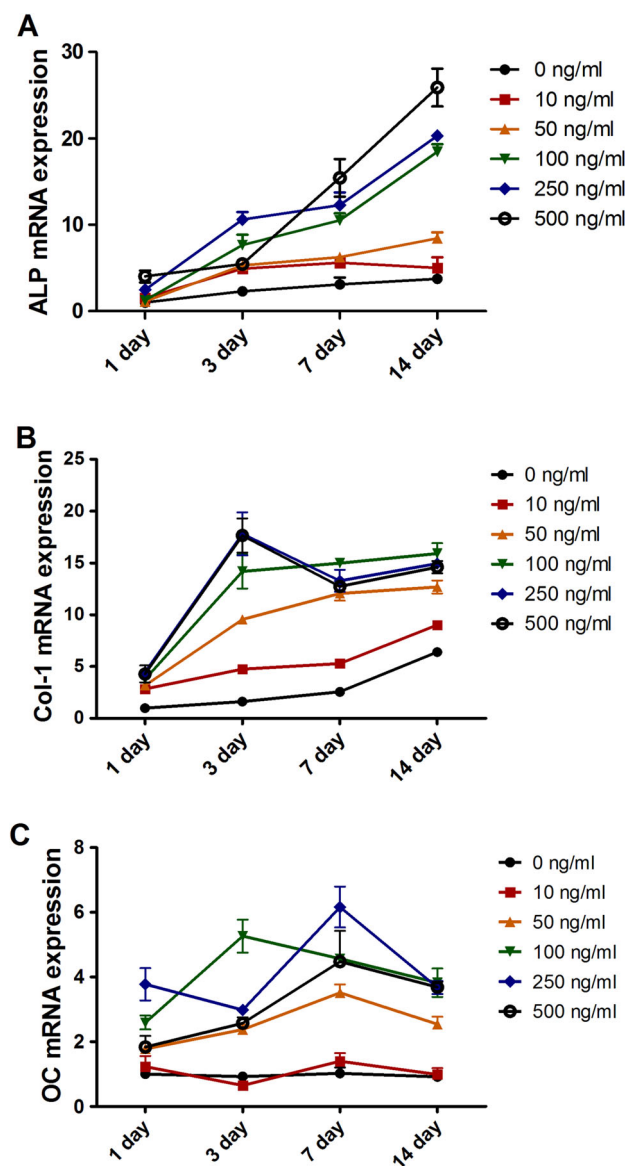 A
ALP mRNA expression
30
20
10
0
1 day
3 day
7 day
14 day
0 ng/ml
10 ng/ml
50 ng/ml
100 ng/ml
250 ng/ml
500 ng/ml
B
Col-1 mRNA expression
25
20
15
10
5
0
1 day
3 day
7 day
14 day
0 ng/ml
10 ng/ml
50 ng/ml
100 ng/ml
250 ng/ml
500 ng/ml
C
OC mRNA expression
8
6
4
2
0
1 day
3 day
7 day
14 day
0 ng/ml
10 ng/ml
50 ng/ml
100 ng/ml
250 ng/ml
500 ng/ml